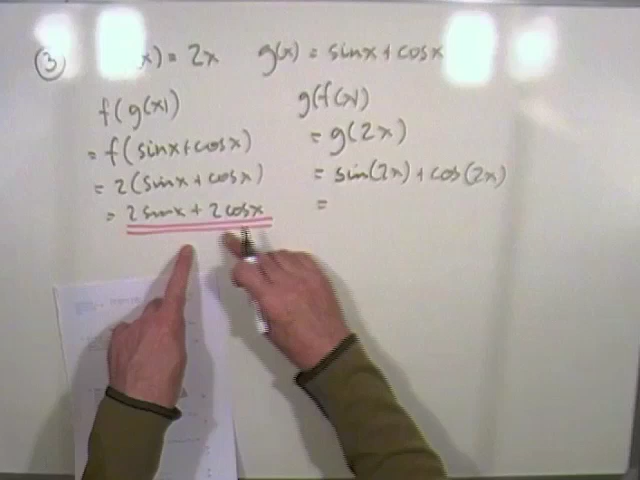 ③ x) = 2x g(x) = sinx + cosx
f(g(x))
= f(sinx+cosx)
= 2(sinx + cosx)
= 2sinx + 2cosx
g(f(x))
= g(2x)
= sin(2x) + cos(2x)
=